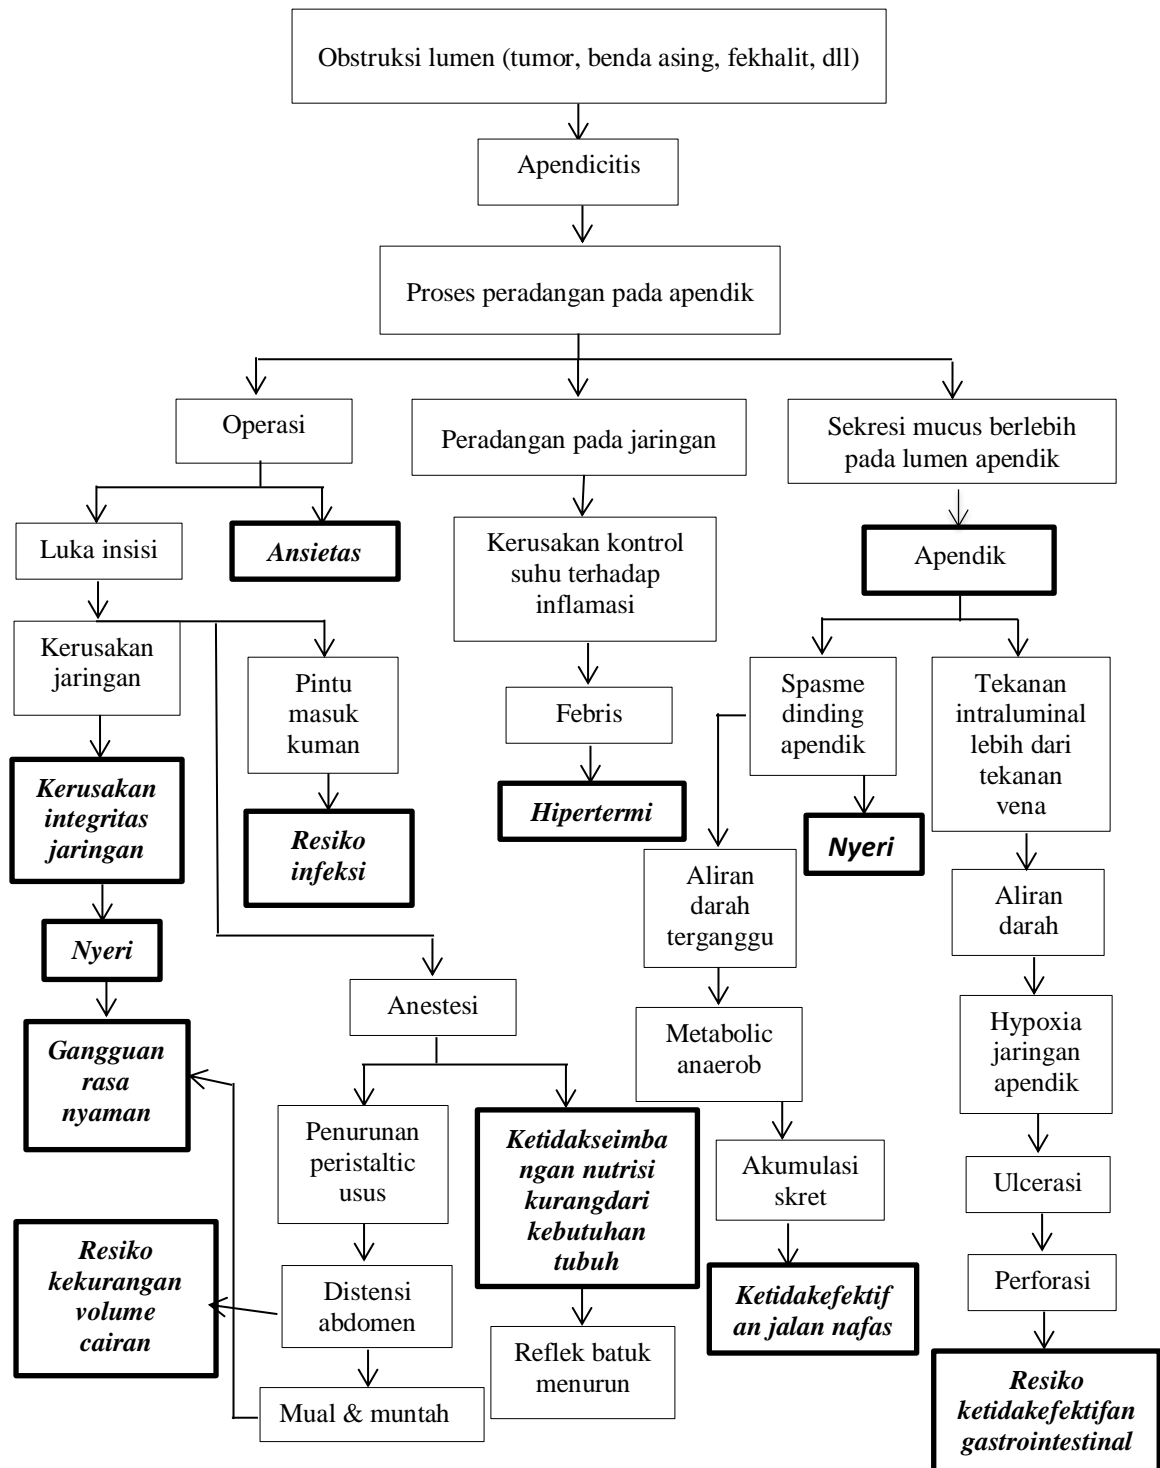 Obstruksi lumen (tumor, benda asing, fekhalit, dll)
Apendicitis
Proses peradangan pada apendik
Operasi
Peradangan pada jaringan
Sekresi mucus berlebih
pada lumen apendik
Luka insisi
Ansietas
Kerusakan kontrol
suhu terhadap
inflamasi
Apendik
Kerusakan
jaringan
Pintu
masuk
kuman
Febris
Spasme
dinding
apendik
Tekanan
intraluminal
lebih dari
tekanan
vena
Kerusakan
integritas
jaringan
Resiko
infeksi
Hipertermi
Nyeri
Aliran
darah
terganggu
Aliran
darah
Nyeri
Anestesi
Metabolic
anaerob
Hypoxia
jaringan
apendik
Gangguan
rasa
nyaman
Penurunan
peristaltic
usus
Ketidakseimba
ngan nutrisi
kurangdari
kebutuhan
tubuh
Akumulasi
skret
Ulcerasi
Resiko
kekurangan
volume
cairan
Distensi
abdomen
Ketidakefektif
an jalan nafas
Perforasi
Reflek batuk
menurun
Mual & muntah
Resiko
ketidakefektifan
gastrointestinal